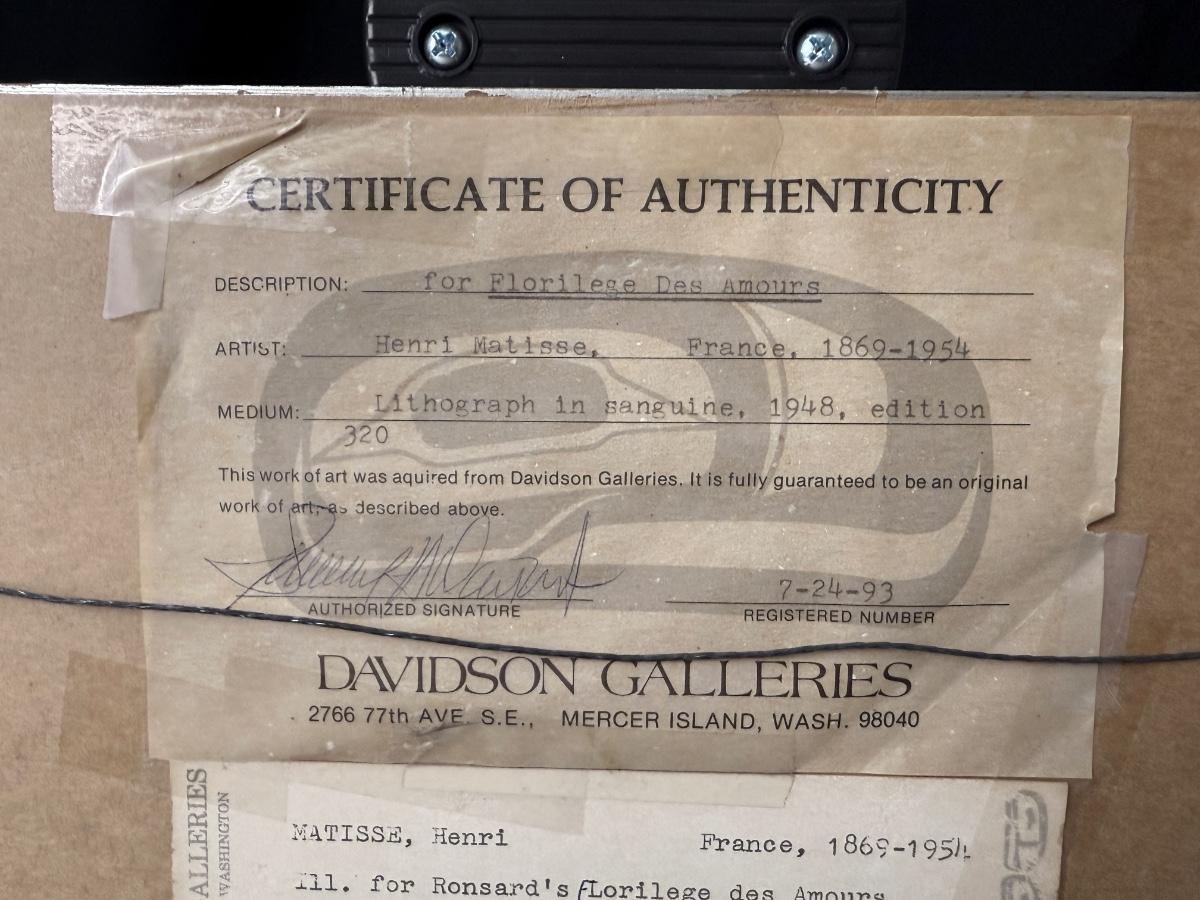 CERTIFICATE OF AUTHENTICITY
DESCRIPTION: for Florilege Des Amours
ARTIST: Henri Matisse, France, 1869-1954
MEDIUM: Lithograph in sanguine, 1948, edition
320
This work of art was aquired from Davidson Galleries. It is fully guaranteed to be an original
work of art, as described above.
AUTHORIZED SIGNATURE
7-24-93
REGISTERED NUMBER
DAVIDSON GALLERIES
2766 77th AVE. S.E., MERCER ISLAND, WASH. 98040
ALLERIES
WASHINGTON
MATISSE, Henri France, 1869-1954
Ill. for Ronsard's florilege des Amours